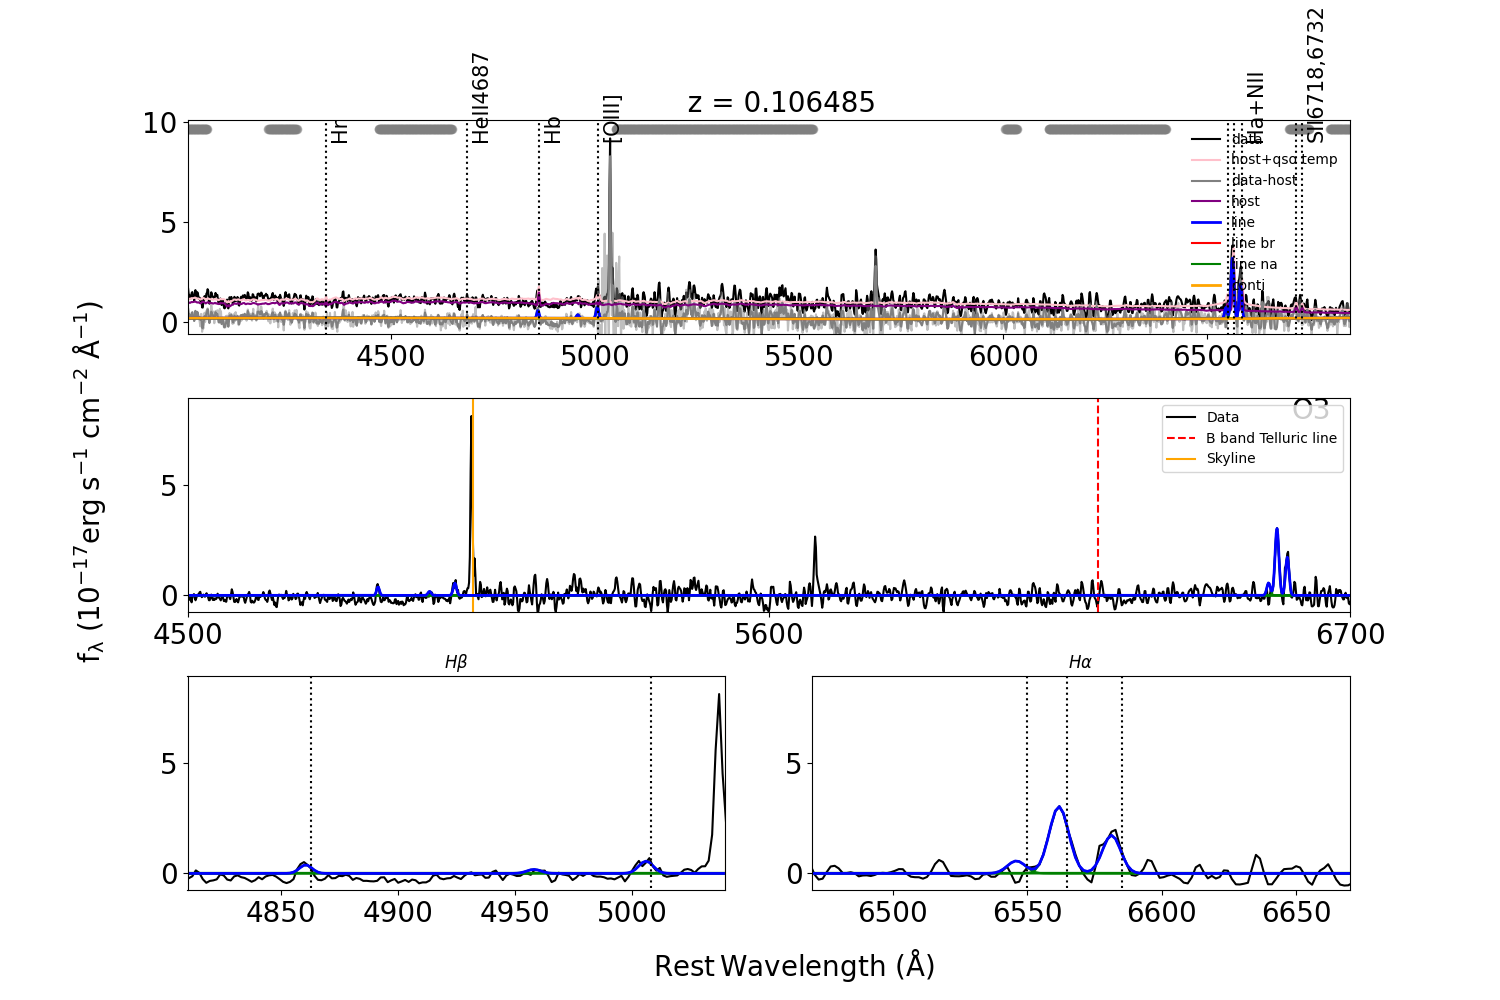 z = 0.106485
Hr
HeII4687
Hb
[OIII]
Ha+NII
SII6718,6732
10
5
0
data
host+qso temp
data-host
host
line
line br
line na
conti
4500
5000
5500
6000
6500
O3
Data
B band Telluric line
Skyline
5
0
4500
5600
6700
Hβ
5
0
4850
4900
4950
5000
Hα
5
0
6500
6550
6600
6650
fλ (10−17erg s−1 cm−2 Å−1)
Rest Wavelength (Å)